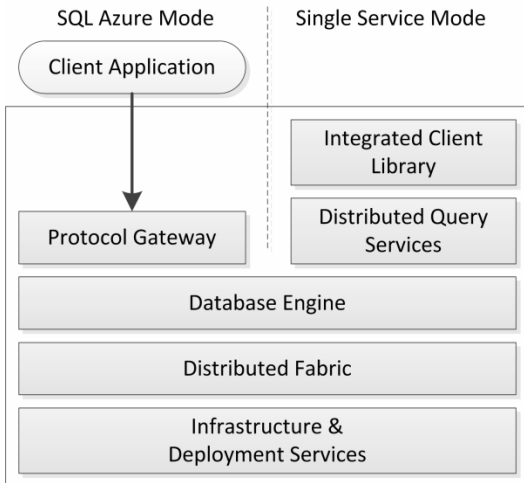 SQL Azure Mode
Single Service Mode
Client Application
Integrated Client
Library
Protocol Gateway
Distributed Query
Services
Database Engine
Distributed Fabric
Infrastructure &
Deployment Services